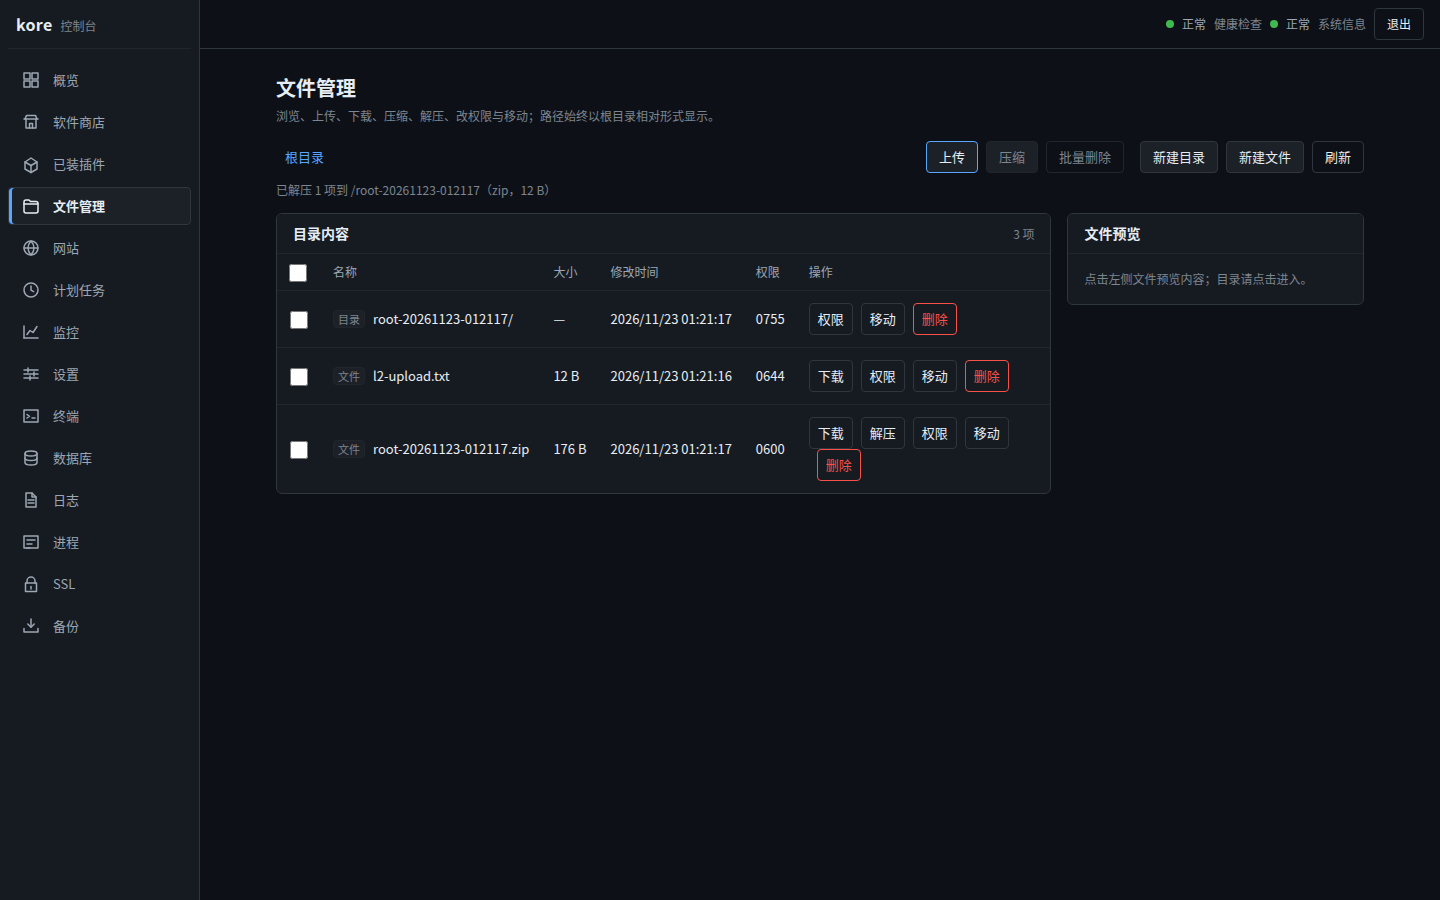 kore 控制台
正常 健康检查 正常 系统信息 退出
概览
软件商店
已装插件
文件管理
网站
计划任务
监控
设置
终端
数据库
日志
进程
SSL
备份
文件管理
浏览、上传、下载、压缩、解压、改权限与移动；路径始终以根目录相对形式显示。
根目录 上传 压缩 批量删除 新建目录 新建文件 刷新
已解压 1 项到 /root-20261123-012117（zip，12 B）
目录内容 3 项
名称 大小 修改时间 权限 操作
目录 root-20261123-012117/ — 2026/11/23 01:21:17 0755 权限 移动 删除
文件 l2-upload.txt 12 B 2026/11/23 01:21:16 0644 下载 权限 移动 删除
文件 root-20261123-012117.zip 176 B 2026/11/23 01:21:17 0600 下载 解压 权限 移动
删除
文件预览
点击左侧文件预览内容；目录请点击进入。